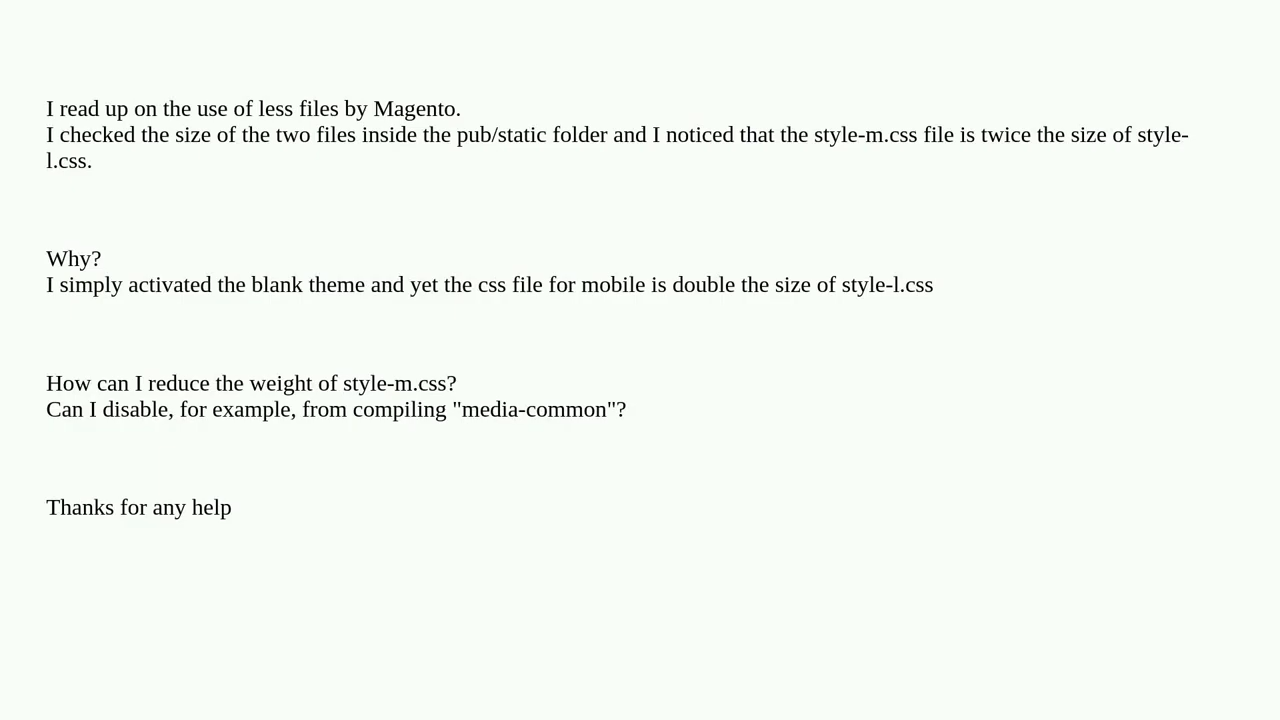 I read up on the use of less files by Magento.
I checked the size of the two files inside the pub/static folder and I noticed that the style-m.css file is twice the size of style-
l.css.
Why?
I simply activated the blank theme and yet the css file for mobile is double the size of style-l.css
How can I reduce the weight of style-m.css?
Can I disable, for example, from compiling "media-common"?
Thanks for any help